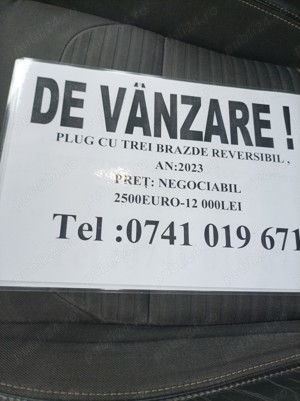 DE VÂNZARE !
PLUG CU TREI BRAZDE REVERSIBIL .
AN:2023
PREȚ: NEGOCIABIL
2500EURO-12 000LEI
Tel :0741 019 671